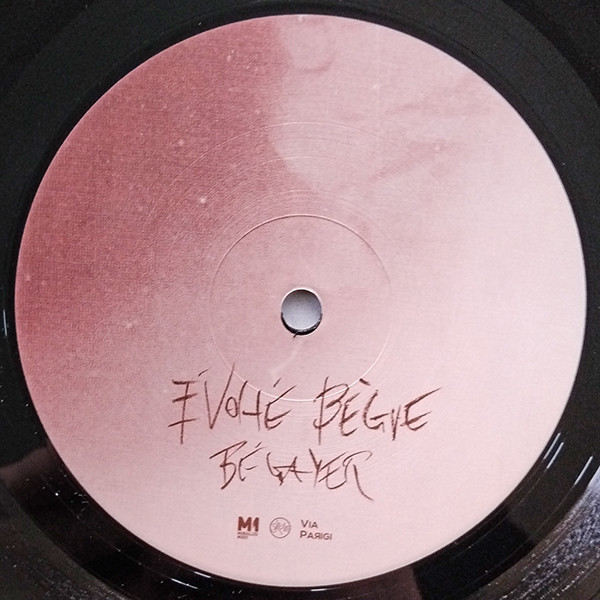 ÉVOHÉ BÈGUE
BÉGAYER
M1
VIA
PARIGI